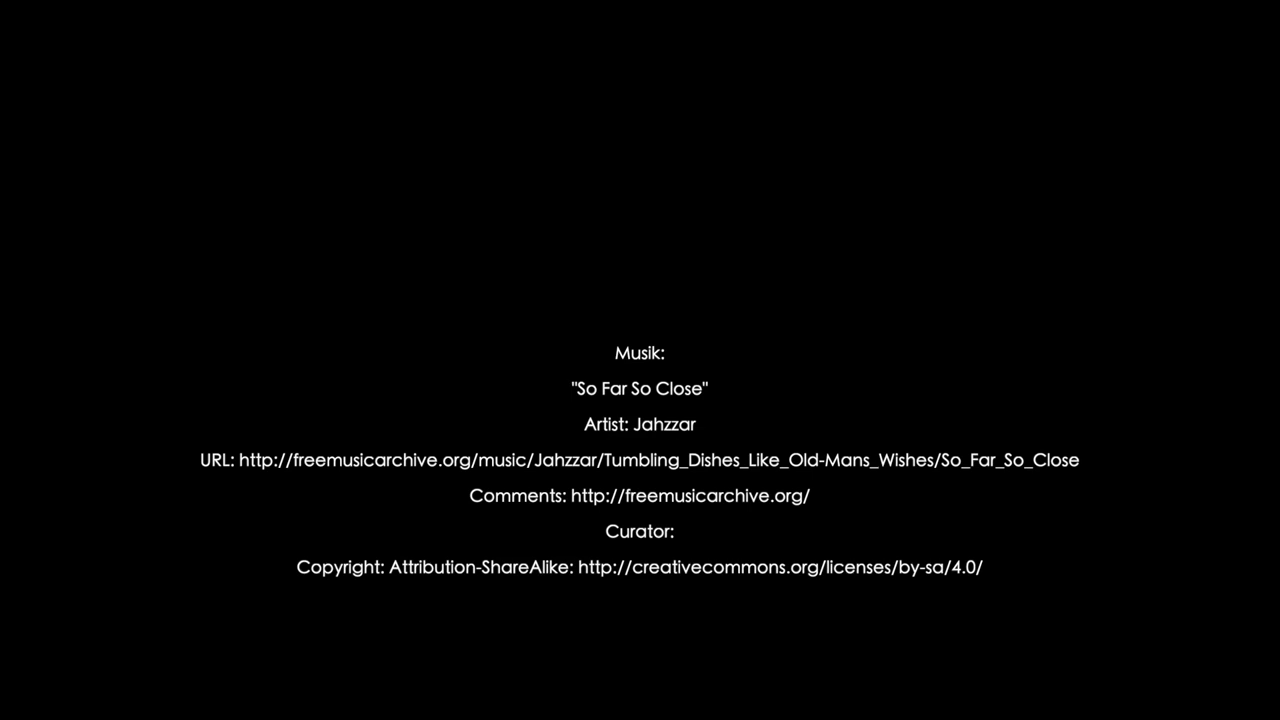 Musik:
"So Far So Close"
Artist: Jahzzar
URL: http://freemusicarchive.org/music/Jahzzar/Tumbling_Dishes_Like_Old-Mans_Wishes/So_Far_So_Close
Comments: http://freemusicarchive.org/
Curator:
Copyright: Attribution-ShareAlike: http://creativecommons.org/licenses/by-sa/4.0/